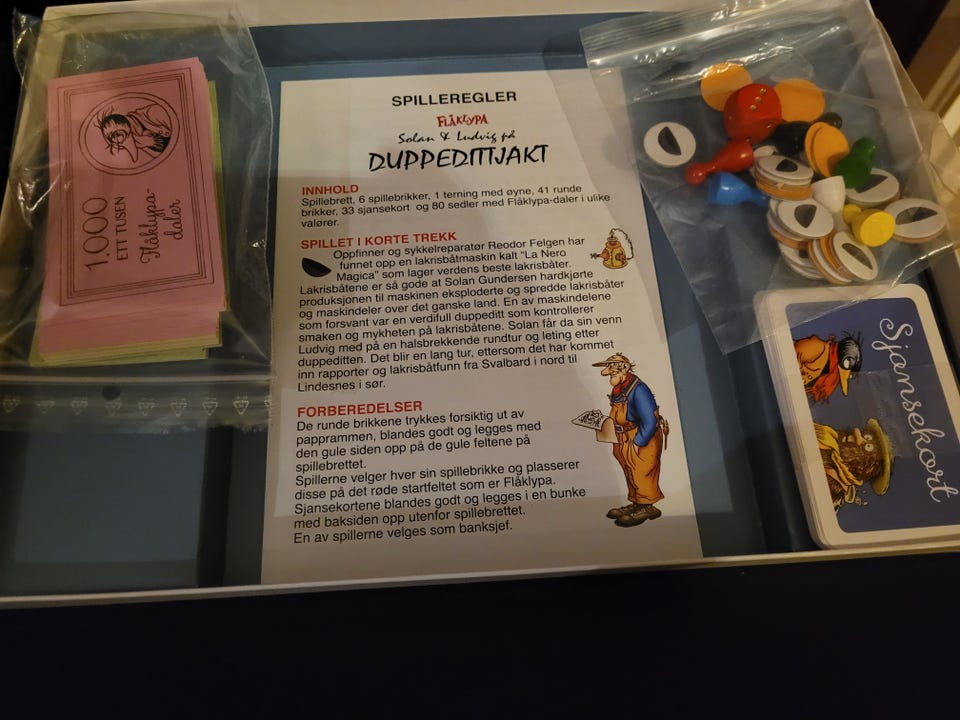 1.000
ETT TUSEN
Flåklypa-
daler
SPILLEREGLER
FLÅKLYPA
Solan & Ludvig på
DUPPEDITTJAKT
INNHOLD
Spillebrett, 6 spillebrikker, 1 terning med øyne, 41 runde
brikker, 33 sjansekort og 80 sedler med Flåklypa-daler i ulike
valører.
SPILLET I KORTE TREKK
Oppfinner og sykkelreparatør Reodor Felgen har
funnet opp en lakrisbåtmaskin kalt "La Nero
Magica" som lager verdens beste lakrisbåter.
Lakrisbåtene er så gode at Solan Gundersen hardkjørte
produksjonen til maskinen eksploderte og spredde lakrisbåter
og maskindeler over det ganske land. En av maskindelene
som forsvant var en verdifull duppeditt som kontrollerer
smaken og mykheten på lakrisbåtene. Solan får da sin venn
Ludvig med på en halsbrekkende rundtur og leting etter
duppeditten. Det blir en lang tur, ettersom det har kommet
inn rapporter og lakrisbåtfunn fra Svalbard i nord til
Lindesnes i sør.
FORBEREDELSER
De runde brikkene trykkes forsiktig ut av
papprammen, blandes godt og legges med
den gule siden opp på de gule feltene på
spillebrettet.
Spillerne velger hver sin spillebrikke og plasserer
disse på det røde startfeltet som er Flåklypa.
Sjansekortene blandes godt og legges i en bunke
med baksiden opp utenfor spillebrettet.
En av spillerne velges som banksjef.
Sjansekort